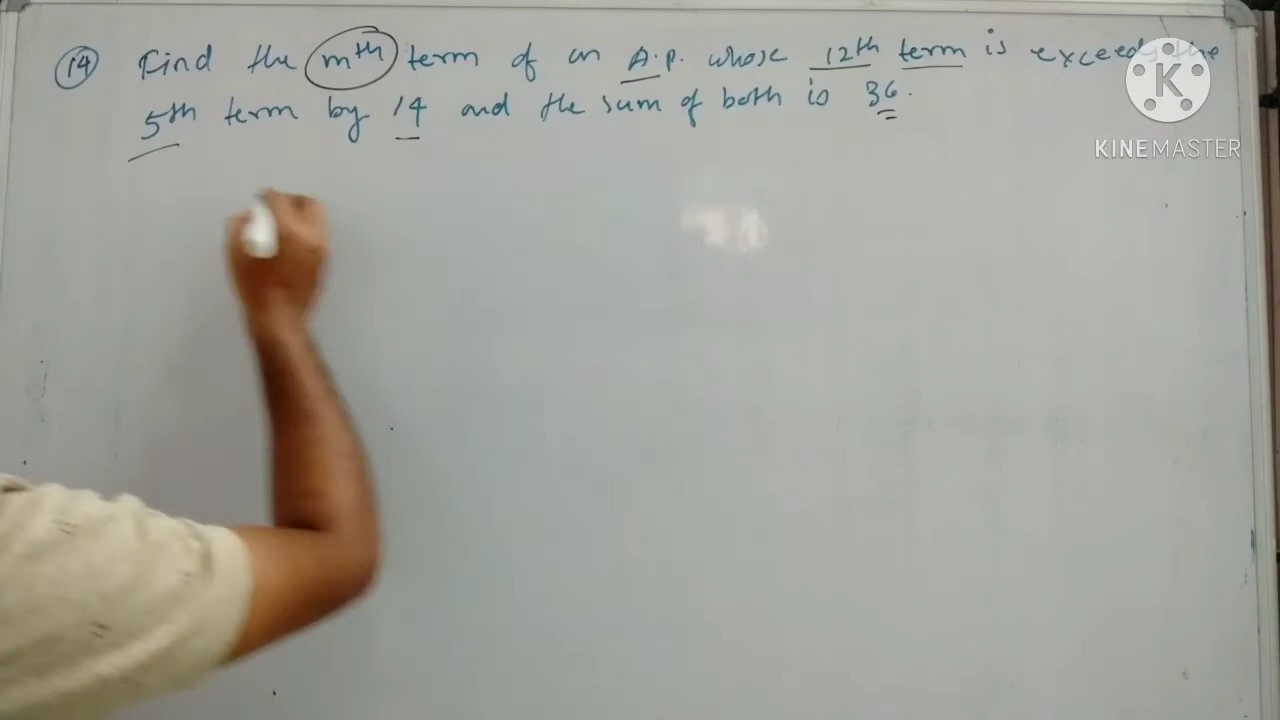 14 Find the mth term of an A.P. whose 12th term is exceeds the
5th term by 14 and the sum of both is 36.
K
KINEMASTER